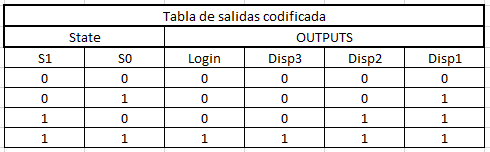 Tabla de salidas codificada
State OUTPUTS
S1 S0 Login Disp3 Disp2 Disp1
0 0 0 0 0 0
0 1 0 0 0 1
1 0 0 0 1 1
1 1 1 1 1 1